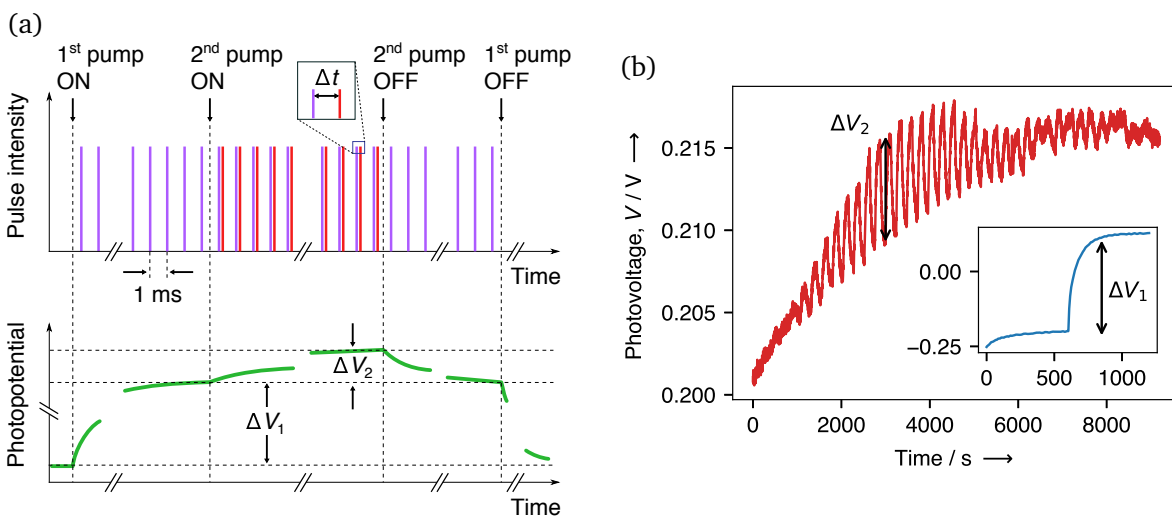 (a)
1st pump ON
2nd pump ON
2nd pump OFF
1st pump OFF
Δt
Pulse intensity
Time
1 ms
Photopotential
ΔV2
ΔV1
Time
(b)
ΔV2
Photovoltage, V / V ⟶
0.215
0.210
0.205
0.200
0.00
−0.25
ΔV1
0 500 1000
0 2000 4000 6000 8000
Time / s ⟶